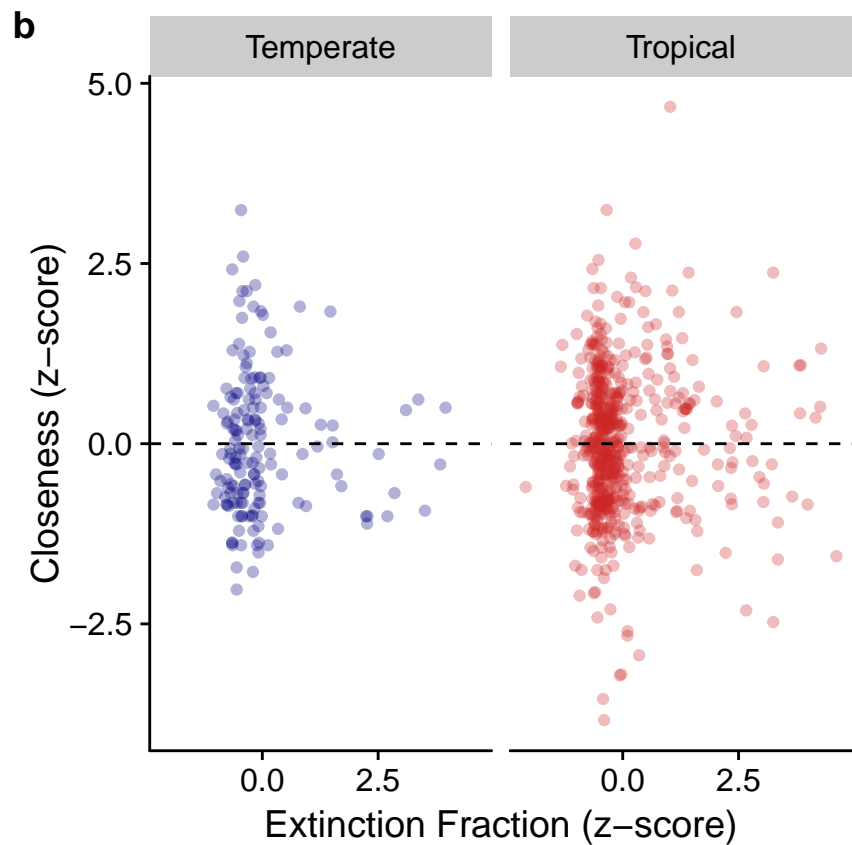 b
Temperate Tropical
5.0
2.5
0.0
−2.5
Closeness (z−score)
0.0 2.5 0.0 2.5
Extinction Fraction (z−score)